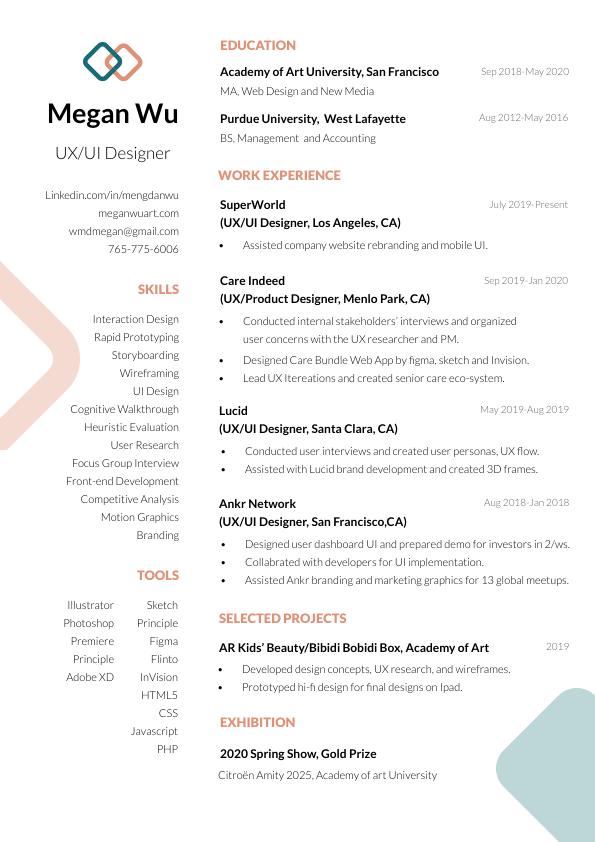 Megan Wu
UX/UI Designer
Linkedin.com/in/mengdanwu
meganwuart.com
wmdmegan@gmail.com
765-775-6006
SKILLS
Interaction Design
Rapid Prototyping
Storyboarding
Wireframing
UI Design
Cognitive Walkthrough
Heuristic Evaluation
User Research
Focus Group Interview
Front-end Development
Competitive Analysis
Motion Graphics
Branding
TOOLS
Illustrator Sketch
Photoshop Principle
Premiere Figma
Principle Flinto
Adobe XD InVision
HTML5
CSS
Javascript
PHP
EDUCATION
Academy of Art University, San Francisco Sep 2018-May 2020
MA, Web Design and New Media
Purdue University, West Lafayette Aug 2012-May 2016
BS, Management and Accounting
WORK EXPERIENCE
SuperWorld July 2019-Present
(UX/UI Designer, Los Angeles, CA)
• Assisted company website rebranding and mobile UI.
Care Indeed Sep 2019-Jan 2020
(UX/Product Designer, Menlo Park, CA)
• Conducted internal stakeholders’ interviews and organized
user concerns with the UX researcher and PM.
• Designed Care Bundle Web App by figma, sketch and Invision.
• Lead UX Itereations and created senior care eco-system.
Lucid May 2019-Aug 2019
(UX/UI Designer, Santa Clara, CA)
• Conducted user interviews and created user personas, UX flow.
• Assisted with Lucid brand development and created 3D frames.
Ankr Network Aug 2018-Jan 2018
(UX/UI Designer, San Francisco,CA)
• Designed user dashboard UI and prepared demo for investors in 2/ws.
• Collabrated with developers for UI implementation.
• Assisted Ankr branding and marketing graphics for 13 global meetups.
SELECTED PROJECTS
AR Kids’ Beauty/Bibidi Bobidi Box, Academy of Art 2019
• Developed design concepts, UX research, and wireframes.
• Prototyped hi-fi design for final designs on Ipad.
EXHIBITION
2020 Spring Show, Gold Prize
Citroën Amity 2025, Academy of art University